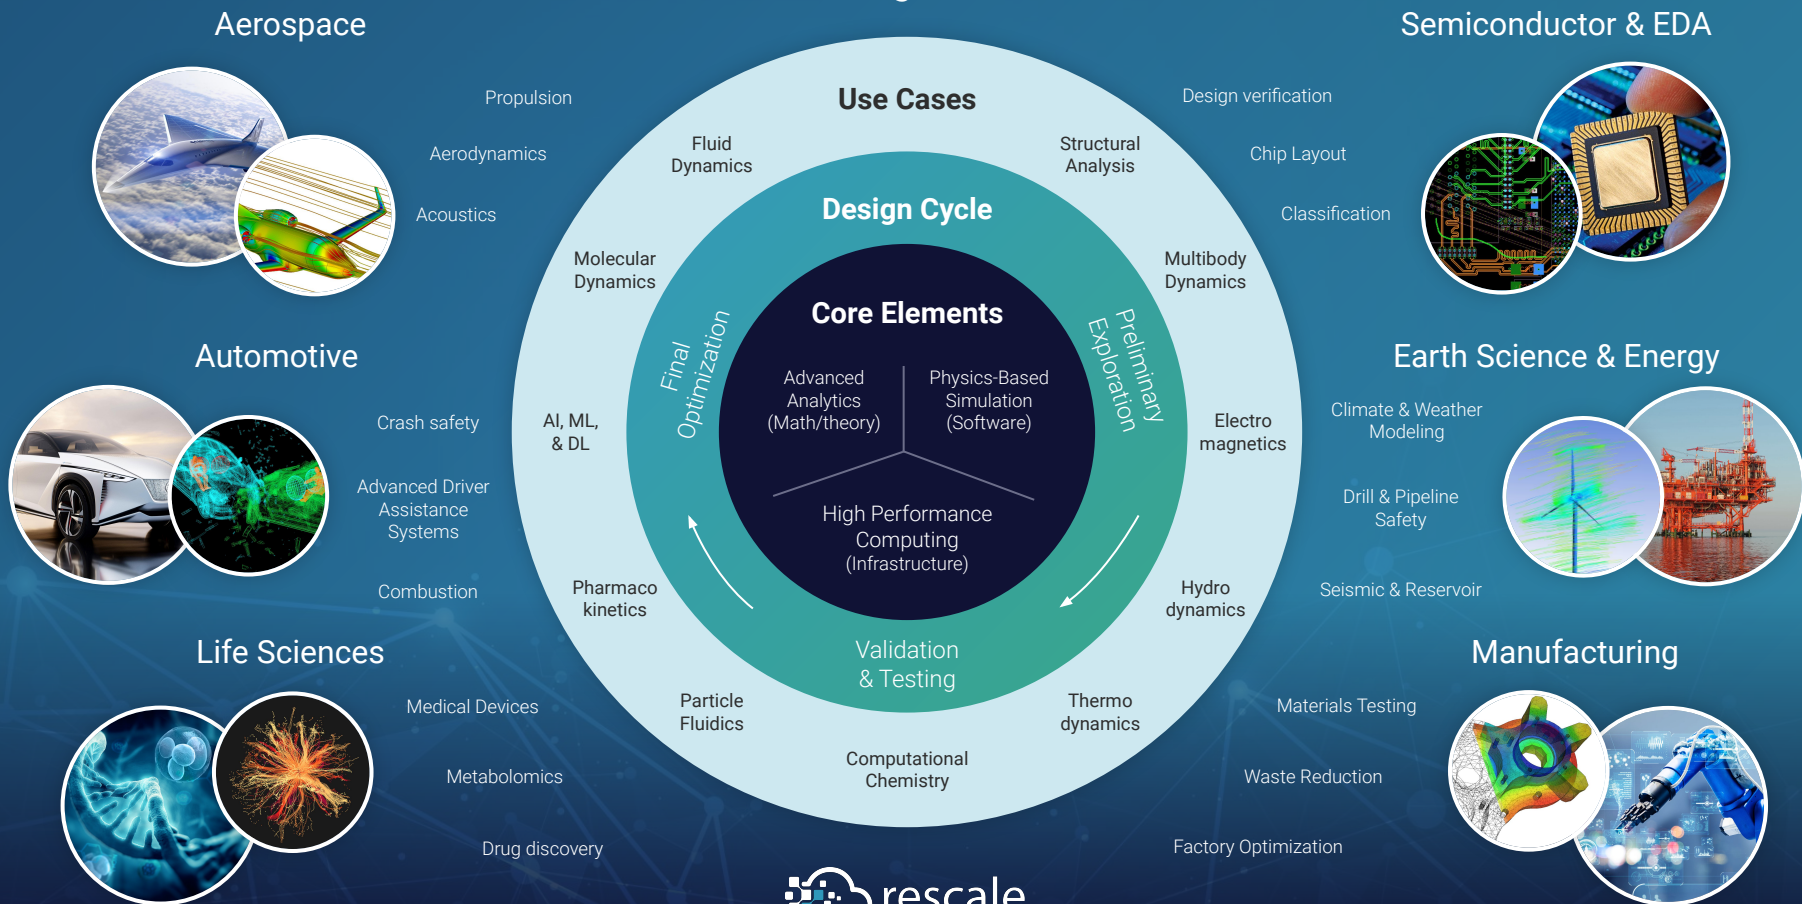 Aerospace
Propulsion
Aerodynamics
Acoustics
Automotive
Crash safety
Advanced Driver
Assistance
Systems
Combustion
Life Sciences
Medical Devices
Metabolomics
Drug discovery
Use Cases
Fluid
Dynamics
Structural
Analysis
Molecular
Dynamics
Multibody
Dynamics
AI, ML,
& DL
Electro
magnetics
Pharmaco
kinetics
Hydro
dynamics
Particle
Fluidics
Thermo
dynamics
Computational
Chemistry
Design Cycle
Final
Optimization
Preliminary
Exploration
Validation
& Testing
Core Elements
Advanced
Analytics
(Math/theory)
Physics-Based
Simulation
(Software)
High Performance
Computing
(Infrastructure)
Semiconductor & EDA
Design verification
Chip Layout
Classification
Earth Science & Energy
Climate & Weather
Modeling
Drill & Pipeline
Safety
Seismic & Reservoir
Manufacturing
Materials Testing
Waste Reduction
Factory Optimization
rescale